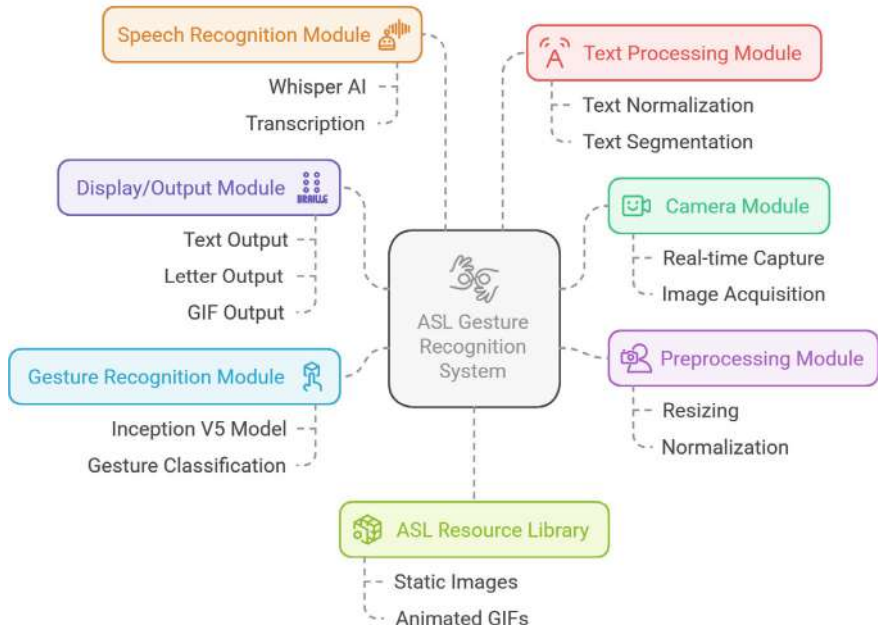 Speech Recognition Module
Whisper AI
Transcription
Text Processing Module
Text Normalization
Text Segmentation
Display/Output Module
BRAILLE
Text Output
Letter Output
GIF Output
Camera Module
Real-time Capture
Image Acquisition
ASL Gesture
Recognition
System
Gesture Recognition Module
Inception V5 Model
Gesture Classification
Preprocessing Module
Resizing
Normalization
ASL Resource Library
Static Images
Animated GIFs